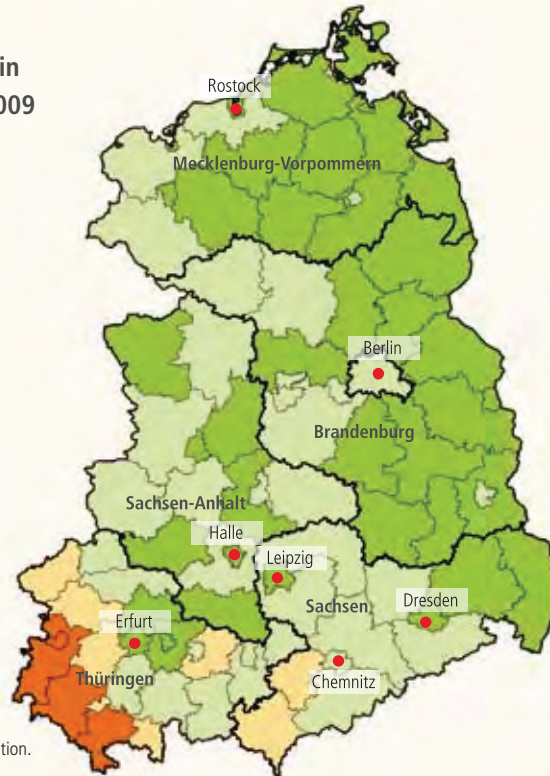 in
009
Rostock
Mecklenburg-Vorpommern
Berlin
Brandenburg
Sachsen-Anhalt
Halle
Leipzig
Sachsen
Dresden
Erfurt
Thüringen
Chemnitz
tion.